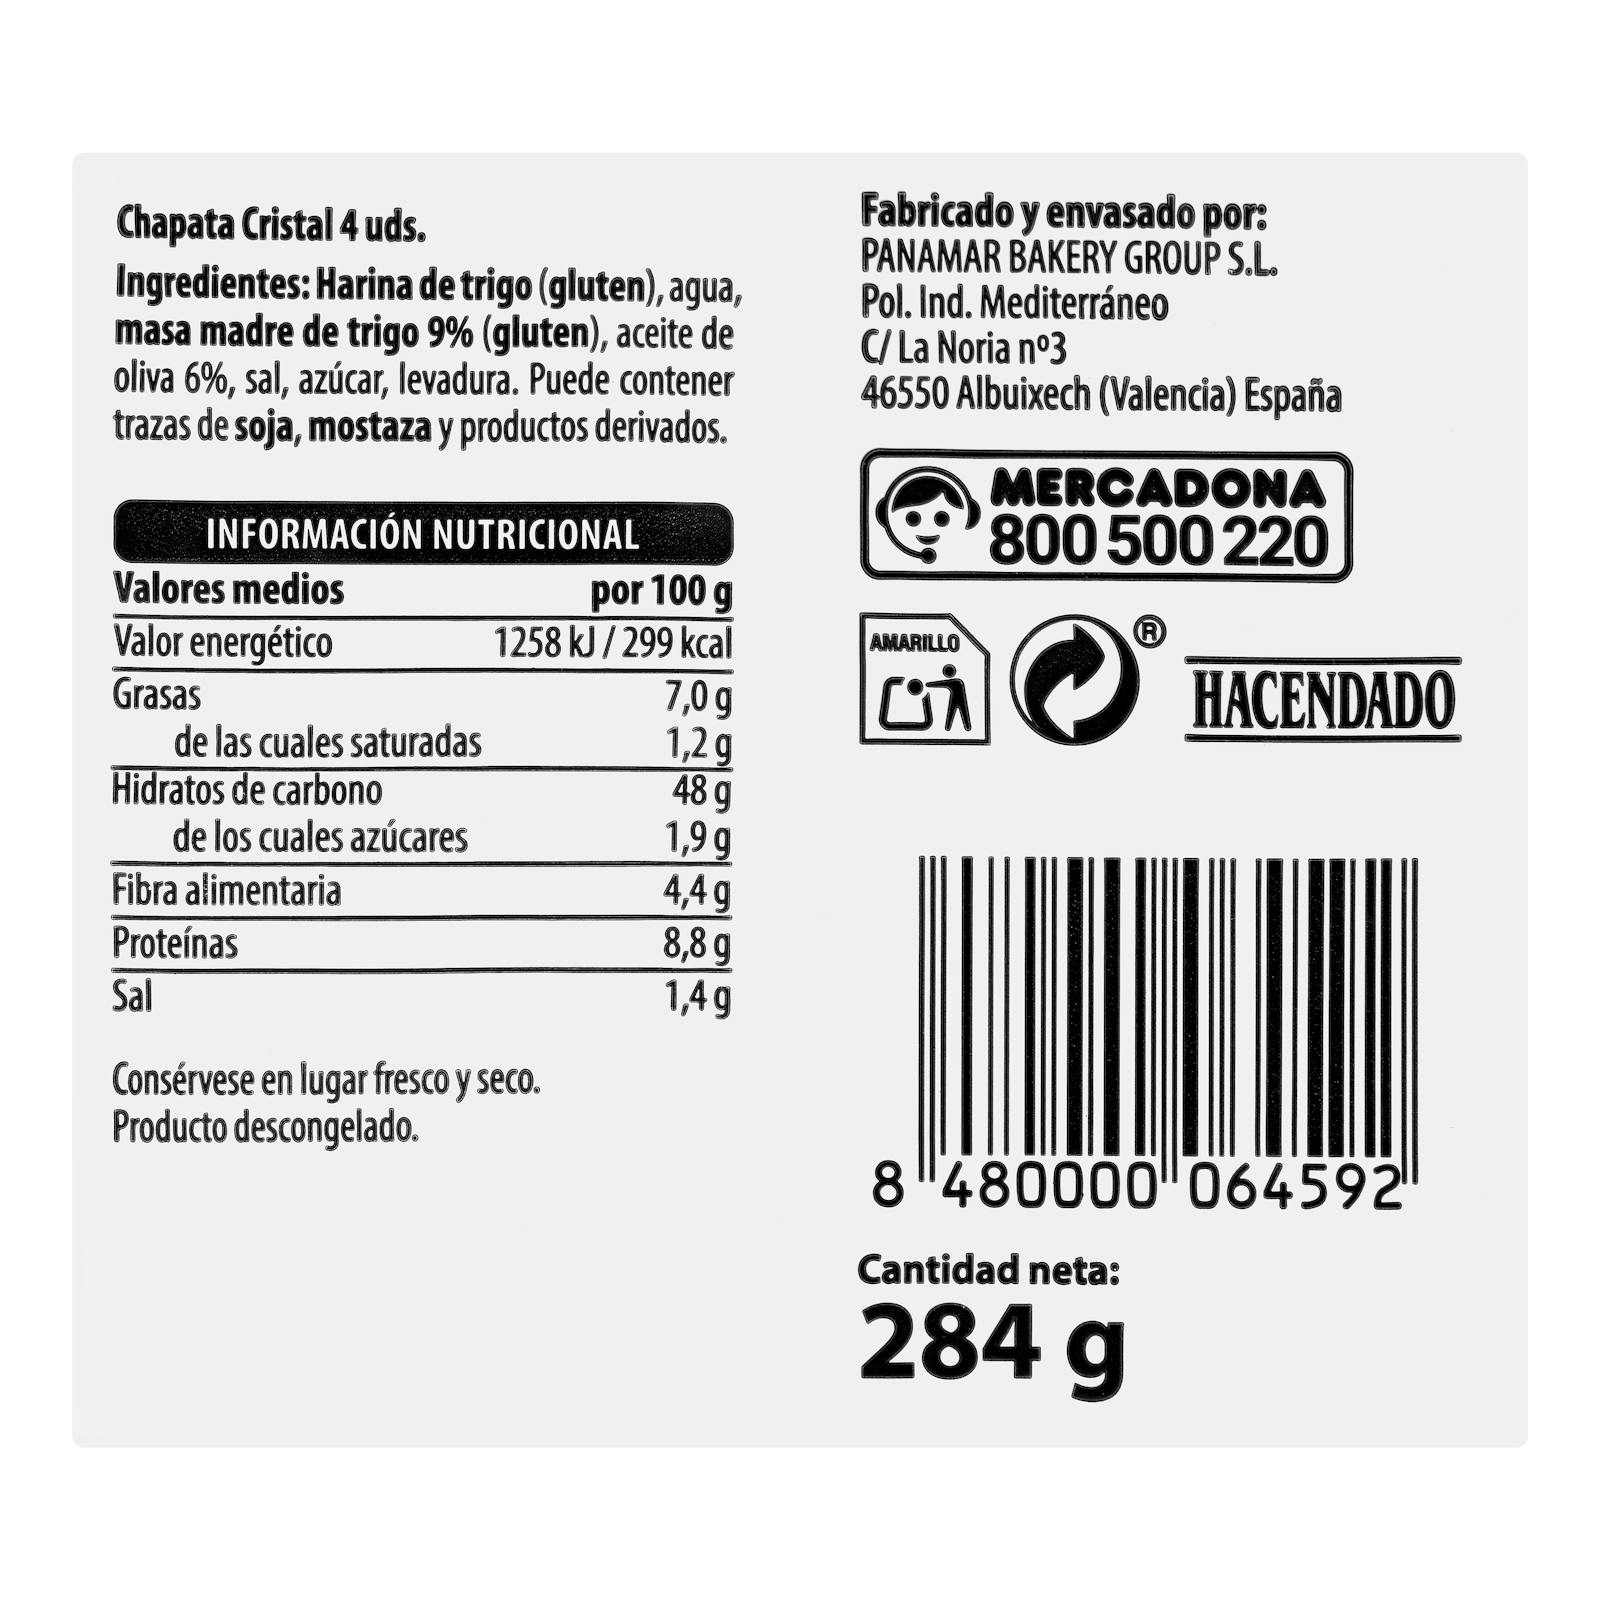 Chapata Cristal 4 uds.
Ingredientes: Harina de trigo (gluten), agua,
masa madre de trigo 9% (gluten), aceite de
oliva 6%, sal, azúcar, levadura. Puede contener
trazas de soja, mostaza y productos derivados.
INFORMACIÓN NUTRICIONAL
Valores medios por 100 g
Valor energético 1258 kJ / 299 kcal
Grasas 7,0 g
de las cuales saturadas 1,2 g
Hidratos de carbono 48 g
de los cuales azúcares 1,9 g
Fibra alimentaria 4,4 g
Proteínas 8,8 g
Sal 1,4 g
Consérvese en lugar fresco y seco.
Producto descongelado.
Fabricado y envasado por:
PANAMAR BAKERY GROUP S.L.
Pol. Ind. Mediterráneo
C/ La Noria nº3
46550 Albuixech (Valencia) España
MERCADONA
800 500 220
AMARILLO
®
HACENDADO
8 480000 064592
Cantidad neta:
284 g